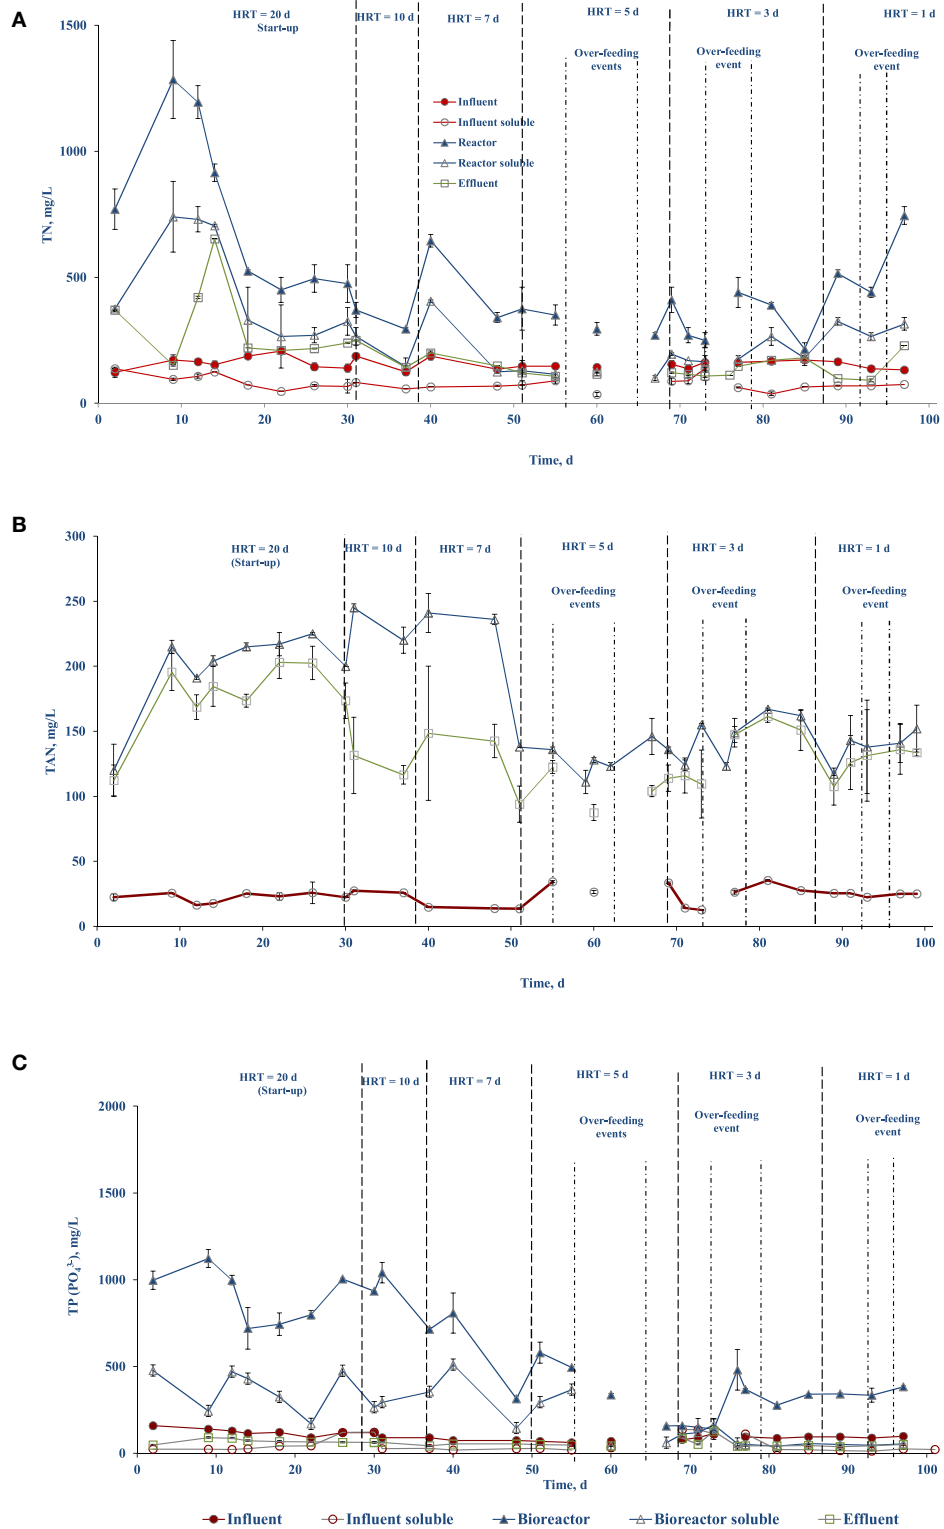 A
HRT = 20 d
Start-up
HRT = 10 d
HRT = 7 d
HRT = 5 d
HRT = 3 d
HRT = 1 d
Over-feeding
events
Over-feeding
event
Over-feeding
event
Influent
Influent soluble
Reactor
Reactor soluble
Effluent
TN, mg/L
1500
1000
500
0
0 10 20 30 40 50 60 70 80 90 100
Time, d
B
HRT = 20 d
(Start-up)
HRT = 10 d
HRT = 7 d
HRT = 5 d
HRT = 3 d
HRT = 1 d
Over-feeding
events
Over-feeding
event
Over-feeding
event
TAN, mg/L
300
250
200
150
100
50
0
0 10 20 30 40 50 60 70 80 90 100
Time, d
C
HRT = 20 d
(Start-up)
HRT = 10 d
HRT = 7 d
HRT = 5 d
HRT = 3 d
HRT = 1 d
Over-feeding
events
Over-feeding
event
Over-feeding
event
TP (PO₄³⁻), mg/L
2000
1500
1000
500
0
0 10 20 30 40 50 60 70 80 90 100
Time, d
Influent Influent soluble Bioreactor Bioreactor soluble Effluent